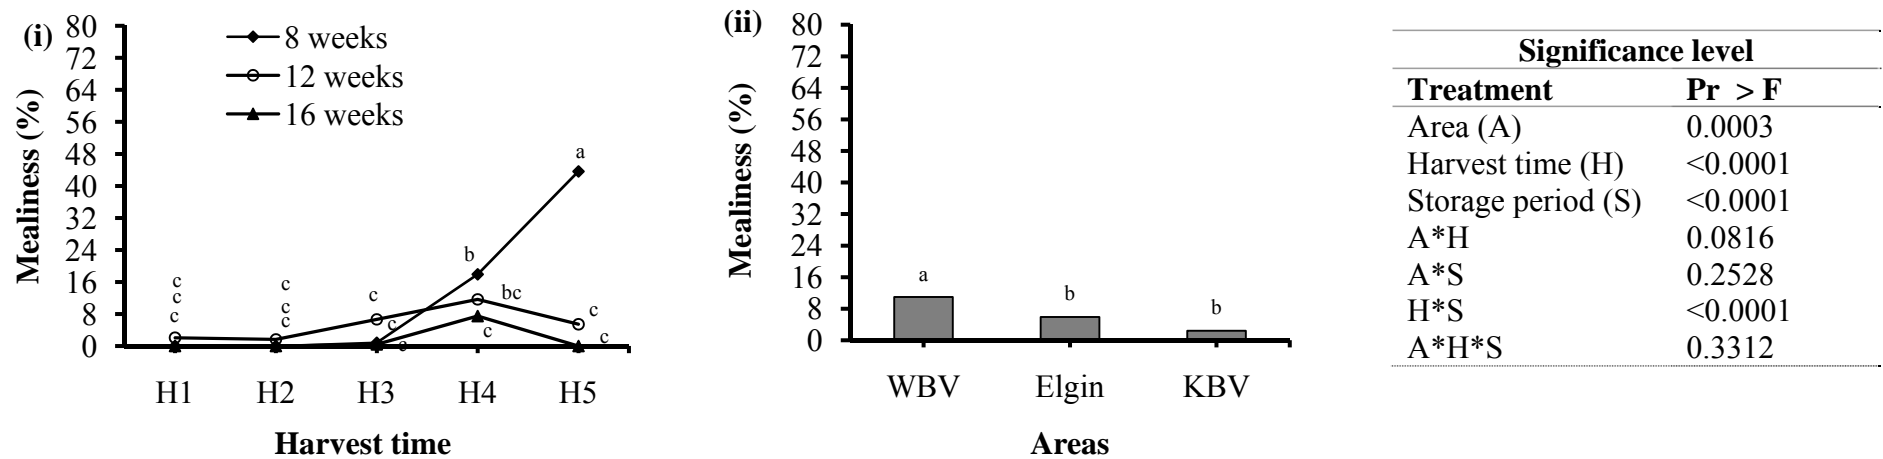 (i)
Mealiness (%)
80
72
64
56
48
40
32
24
16
8
0
8 weeks
12 weeks
16 weeks
c
c
c
c
c
c
c
c
c
b
bc
c
a
c
c
H1 H2 H3 H4 H5
Harvest time
(ii)
Mealiness (%)
80
72
64
56
48
40
32
24
16
8
0
a
b
b
WBV Elgin KBV
Areas
Significance level
Treatment Pr > F
Area (A) 0.0003
Harvest time (H) <0.0001
Storage period (S) <0.0001
A*H 0.0816
A*S 0.2528
H*S <0.0001
A*H*S 0.3312